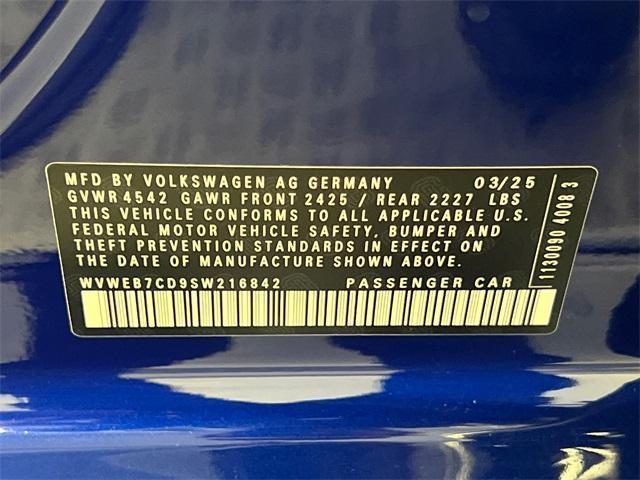 MFD BY VOLKSWAGEN AG GERMANY 03/25
GVWR 4542 GAWR FRONT 2425 / REAR 2227 LBS
THIS VEHICLE CONFORMS TO ALL APPLICABLE U.S.
FEDERAL MOTOR VEHICLE SAFETY, BUMPER AND
THEFT PREVENTION STANDARDS IN EFFECT ON
THE DATE OF MANUFACTURE SHOWN ABOVE.
WVWEB7CD9SW216842 PASSENGER CAR
1130090 4008 3